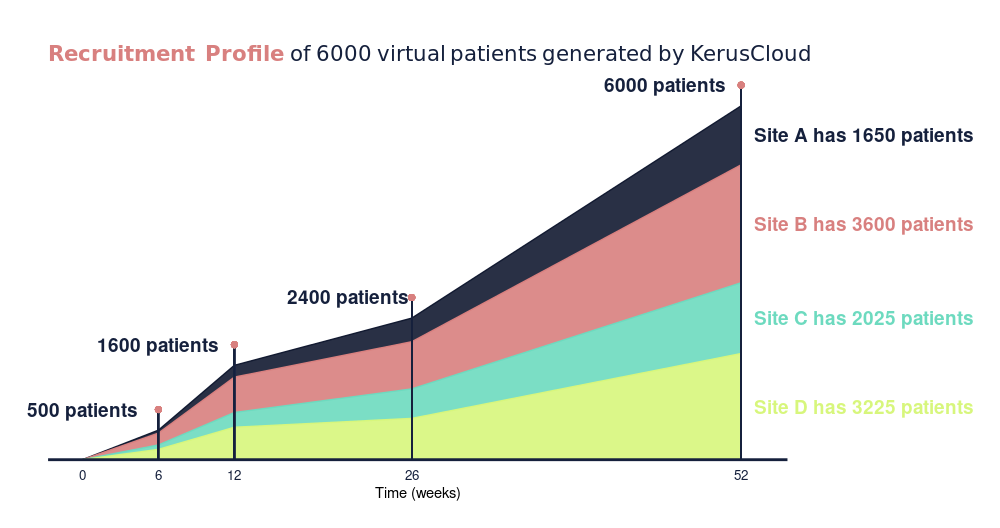 Recruitment Profile of 6000 virtual patients generated by KerusCloud
6000 patients
Site A has 1650 patients
Site B has 3600 patients
2400 patients
Site C has 2025 patients
1600 patients
500 patients
Site D has 3225 patients
0 6 12 26 52
Time (weeks)